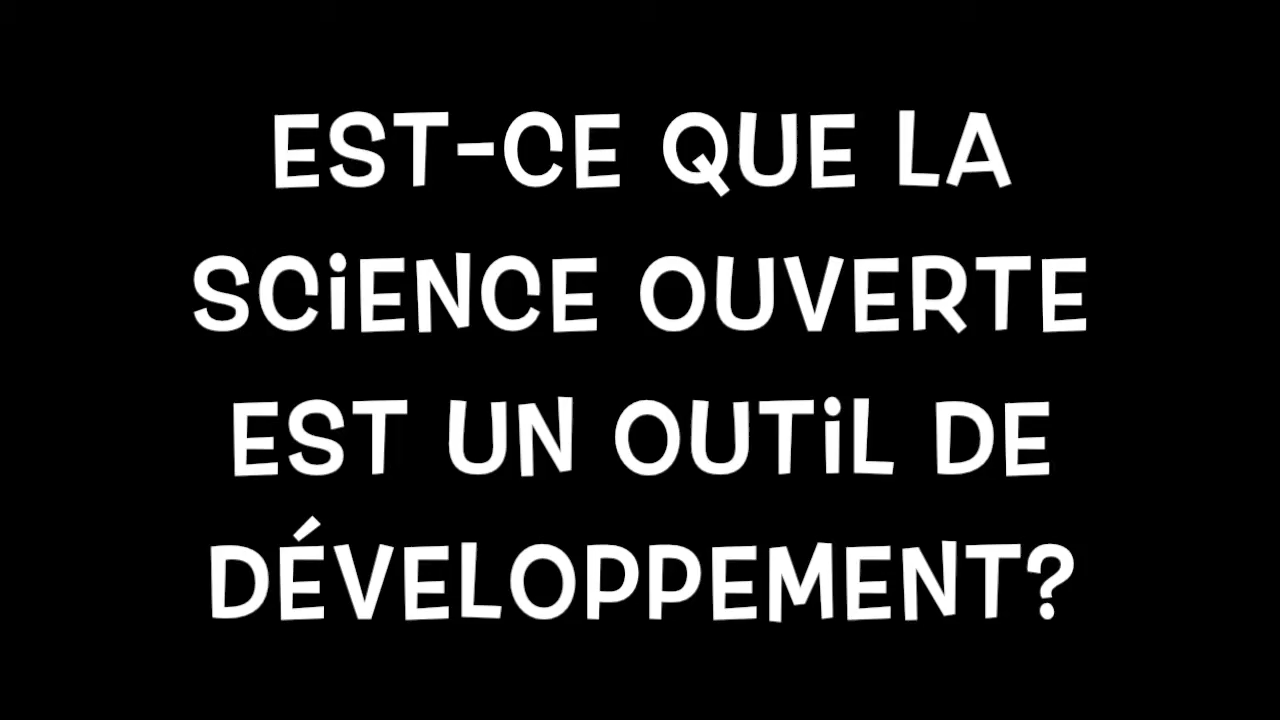 EST-CE QUE LA
SCIENCE OUVERTE
EST UN OUTIL DE
DÉVELOPPEMENT?